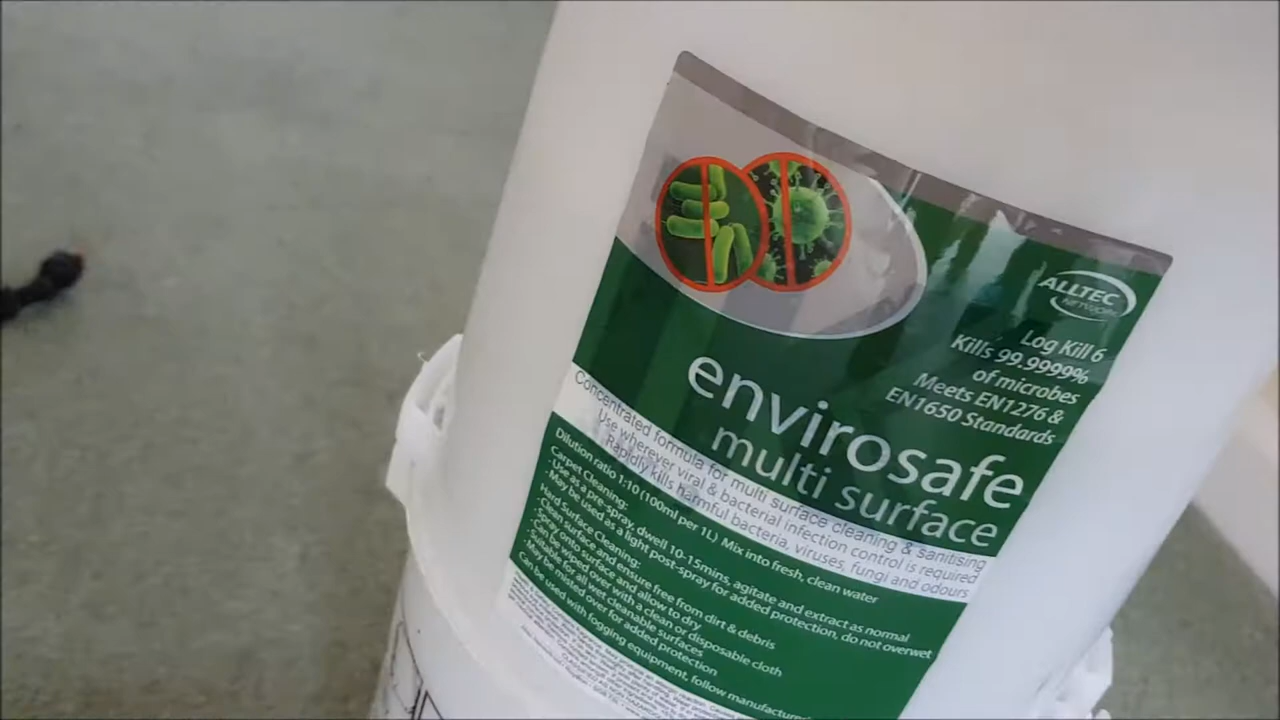 ALLTEC
Log Kill 6
Kills 99.9999%
of microbes
Meets EN1276 &
EN1650 Standards
envirosafe
multi surface
Concentrated formula for multi surface cleaning & sanitising
Use wherever viral & bacterial infection control is required
Rapidly kills harmful bacteria, viruses, fungi and odours
Dilution ratio 1:10 (100ml per 1L) Mix into fresh, clean water
Carpet Cleaning:
- Use as a pre-spray, dwell 10-15mins, agitate and extract as normal
- May be used as a light post-spray for added protection, do not overwet
Hard Surface Cleaning:
- Clean surface and ensure free from dirt & debris
- Spray onto surface and allow to dry
- Can be wiped over with a clean or disposable cloth
- Suitable for all wet cleanable surfaces
- May be misted over for added protection
Can be used with fogging equipment, follow